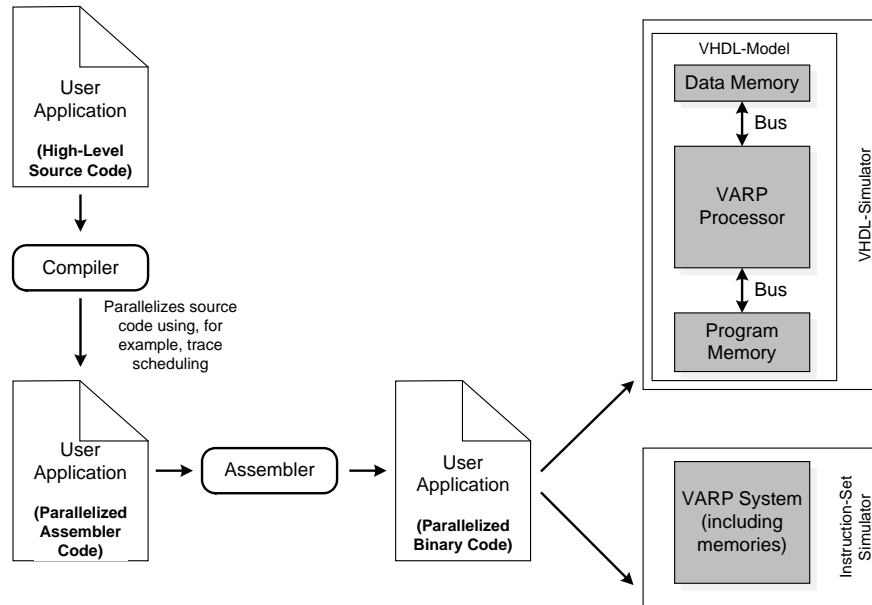 User
Application
(High-Level
Source Code)
Compiler
Parallelizes source
code using, for
example, trace
scheduling
User
Application
(Parallelized
Assembler
Code)
Assembler
User
Application
(Parallelized
Binary Code)
VHDL-Model
Data Memory
Bus
VARP
Processor
Bus
Program
Memory
VHDL-Simulator
VARP System
(including
memories)
Instruction-Set
Simulator